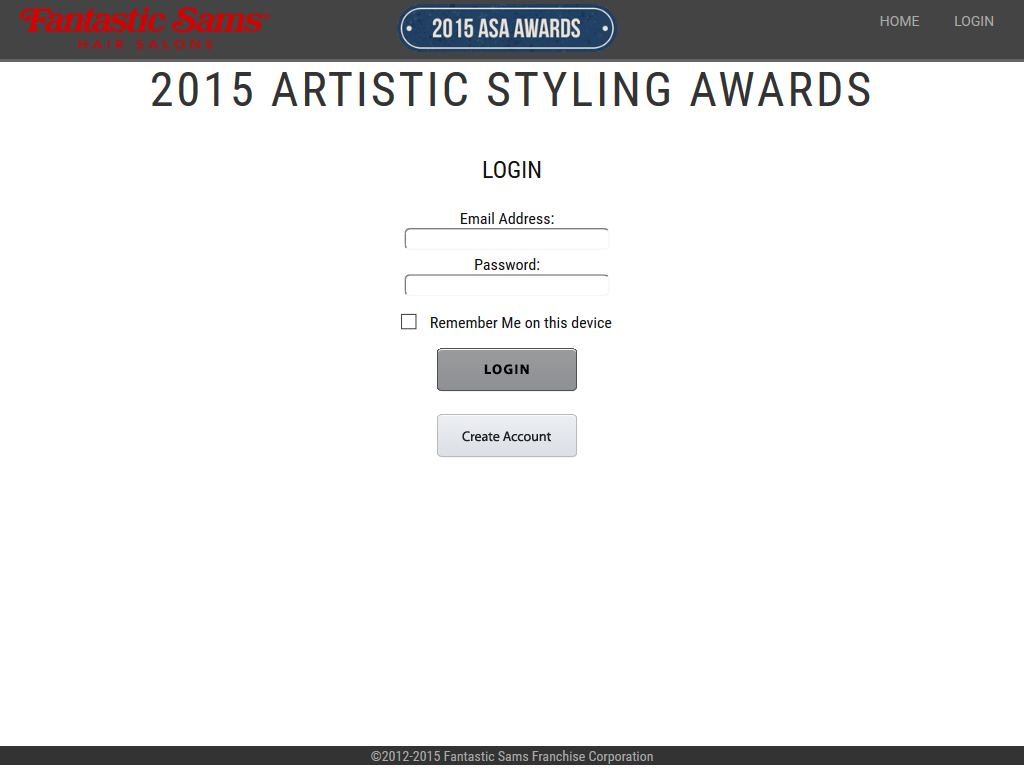 Fantastic Sams
HAIR SALONS
2015 ASA AWARDS
HOME
LOGIN
2015 ARTISTIC STYLING AWARDS
LOGIN
Email Address:
Password:
Remember Me on this device
LOGIN
Create Account
©2012-2015 Fantastic Sams Franchise Corporation